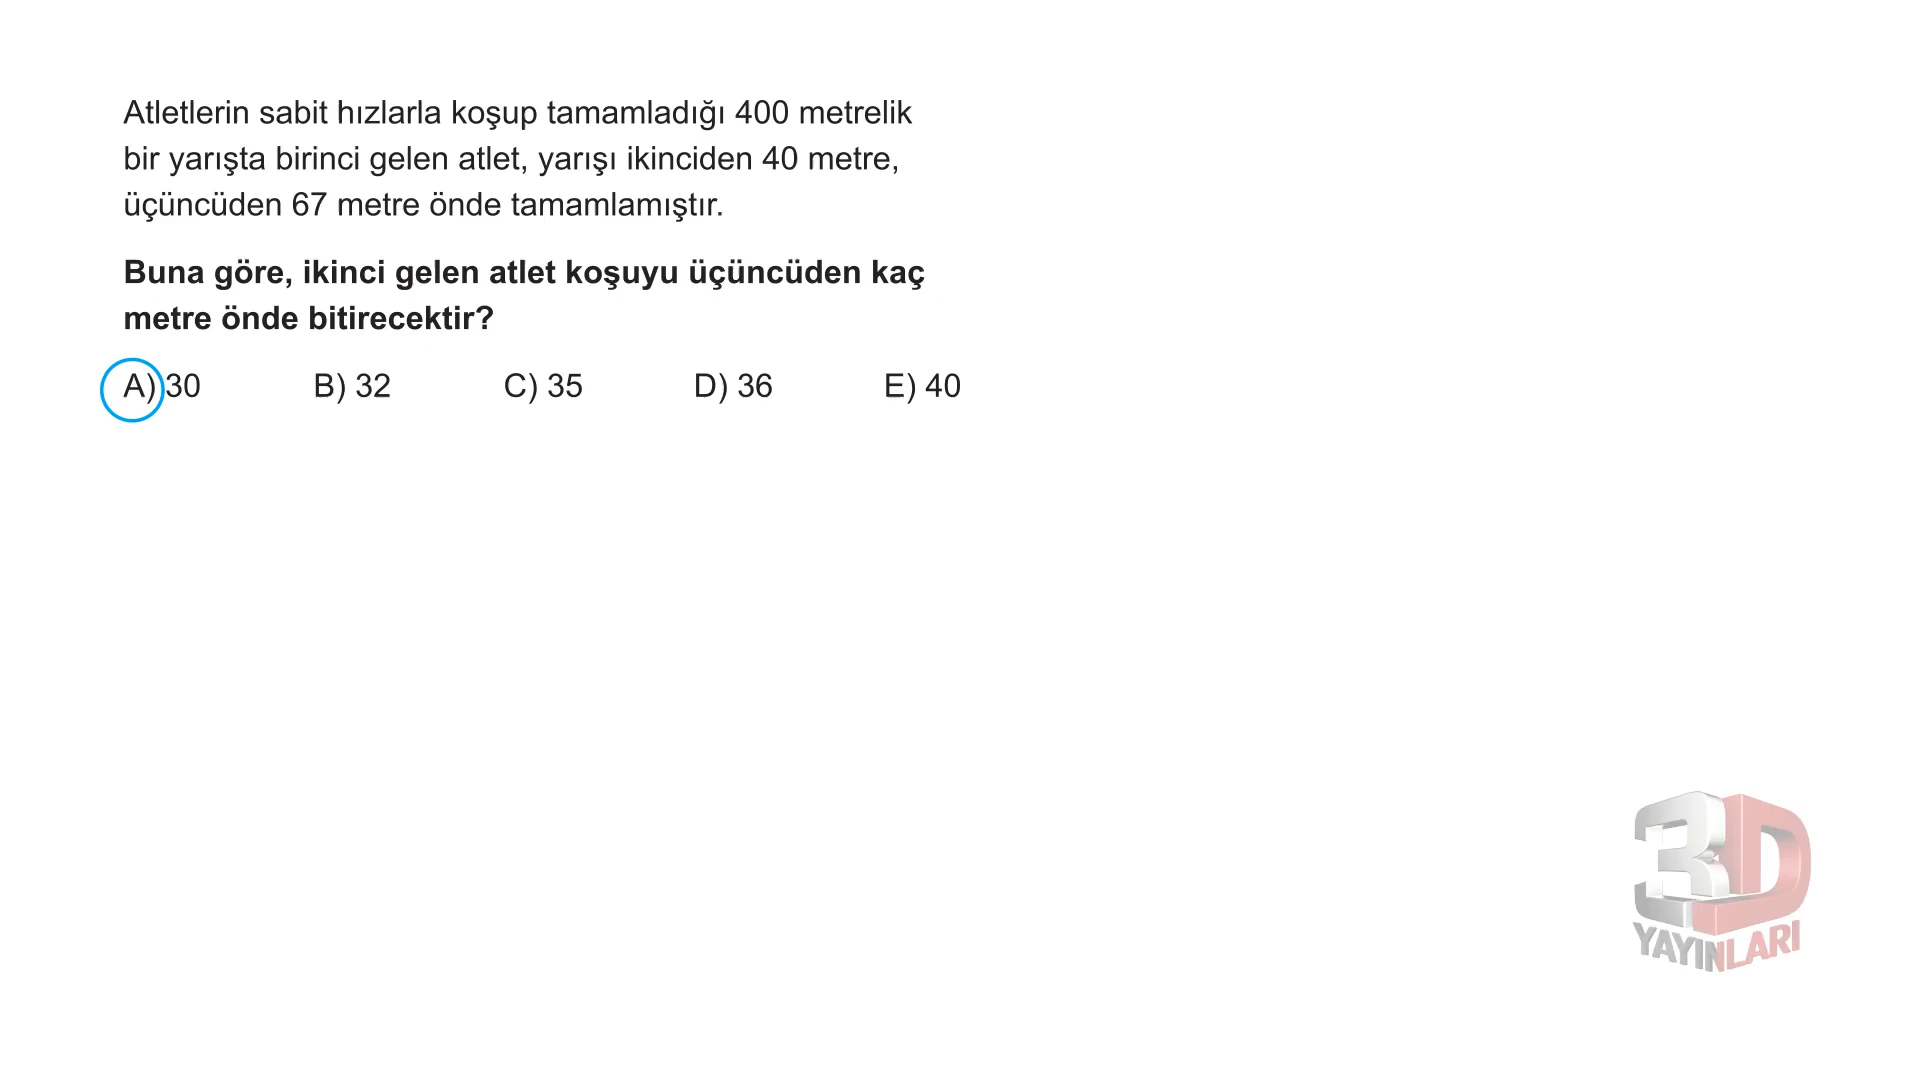 Atletlerin sabit hızlarla koşup tamamladığı 400 metrelik
bir yarışta birinci gelen atlet, yarışı ikinciden 40 metre,
üçüncüden 67 metre önde tamamlamıştır.
Buna göre, ikinci gelen atlet koşuyu üçüncüden kaç
metre önde bitirecektir?
A) 30 B) 32 C) 35 D) 36 E) 40
3D
YAYINLARI